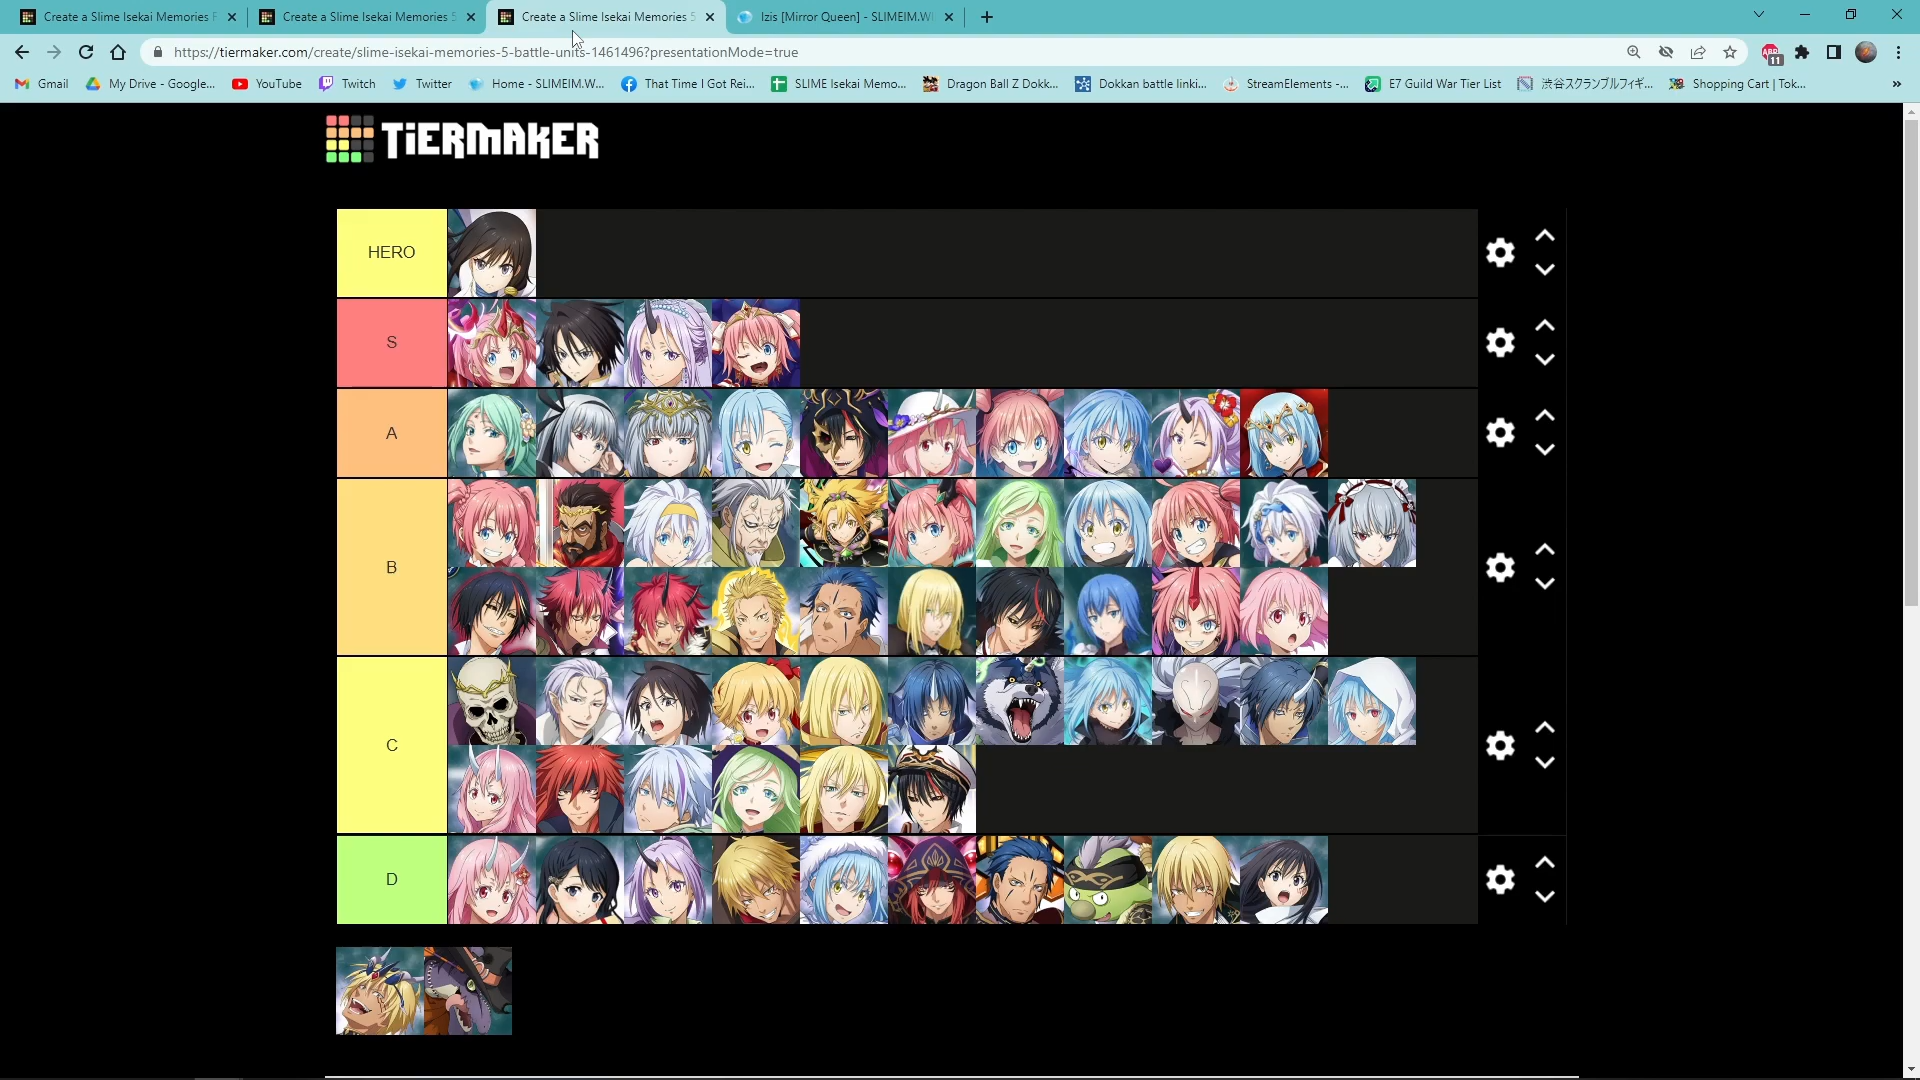 Create a Slime Isekai Memories F
Create a Slime Isekai Memories 5
Create a Slime Isekai Memories 5
Izis [Mirror Queen] - SLIMEIM.WI
https://tiermaker.com/create/slime-isekai-memories-5-battle-units-1461496?presentationMode=true
ABP
11
Gmail
My Drive - Google...
YouTube
Twitch
Twitter
Home - SLIMEIM.W...
That Time I Got Rei...
SLIME Isekai Memo...
Dragon Ball Z Dokk...
Dokkan battle linki...
StreamElements -...
E7 Guild War Tier List
渋谷スクランブルフィギ...
Shopping Cart | Tok...
»
TIERMAKER
HERO
S
A
B
C
D